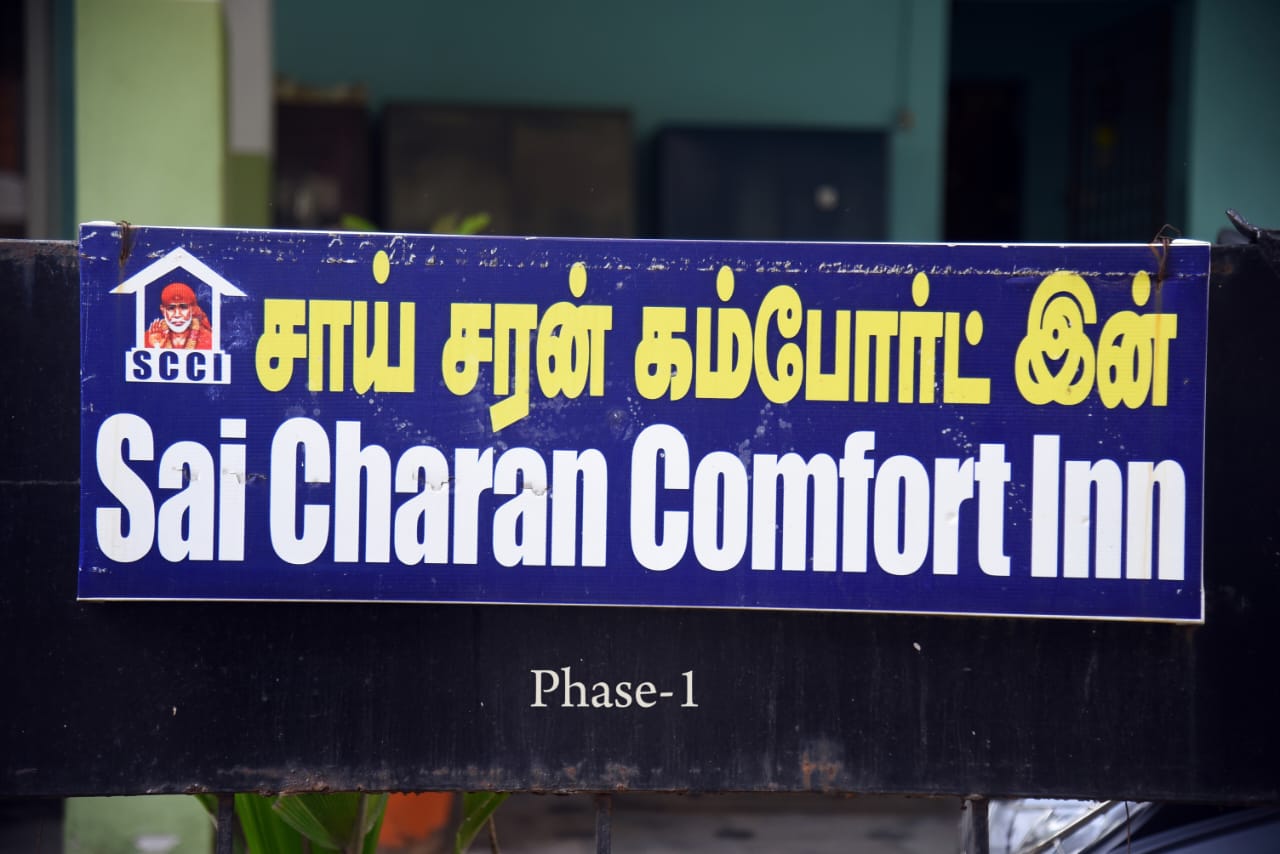 SCCI
சாய் சரன் கம்போர்ட் இன்
Sai Charan Comfort Inn
Phase-1